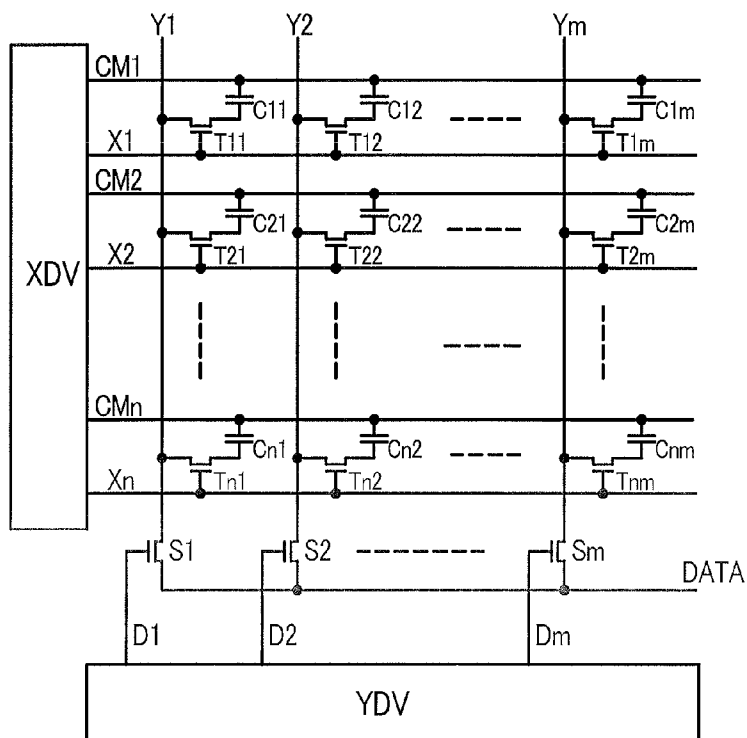 Y1 Y2 Ym
CM1
C11 C12 C1m
T11 T12 T1m
X1
CM2
C21 C22 C2m
T21 T22 T2m
X2
XDV
CMn
Cn1 Cn2 Cnm
Tn1 Tn2 Tnm
Xn
S1 S2 Sm
DATA
D1 D2 Dm
YDV